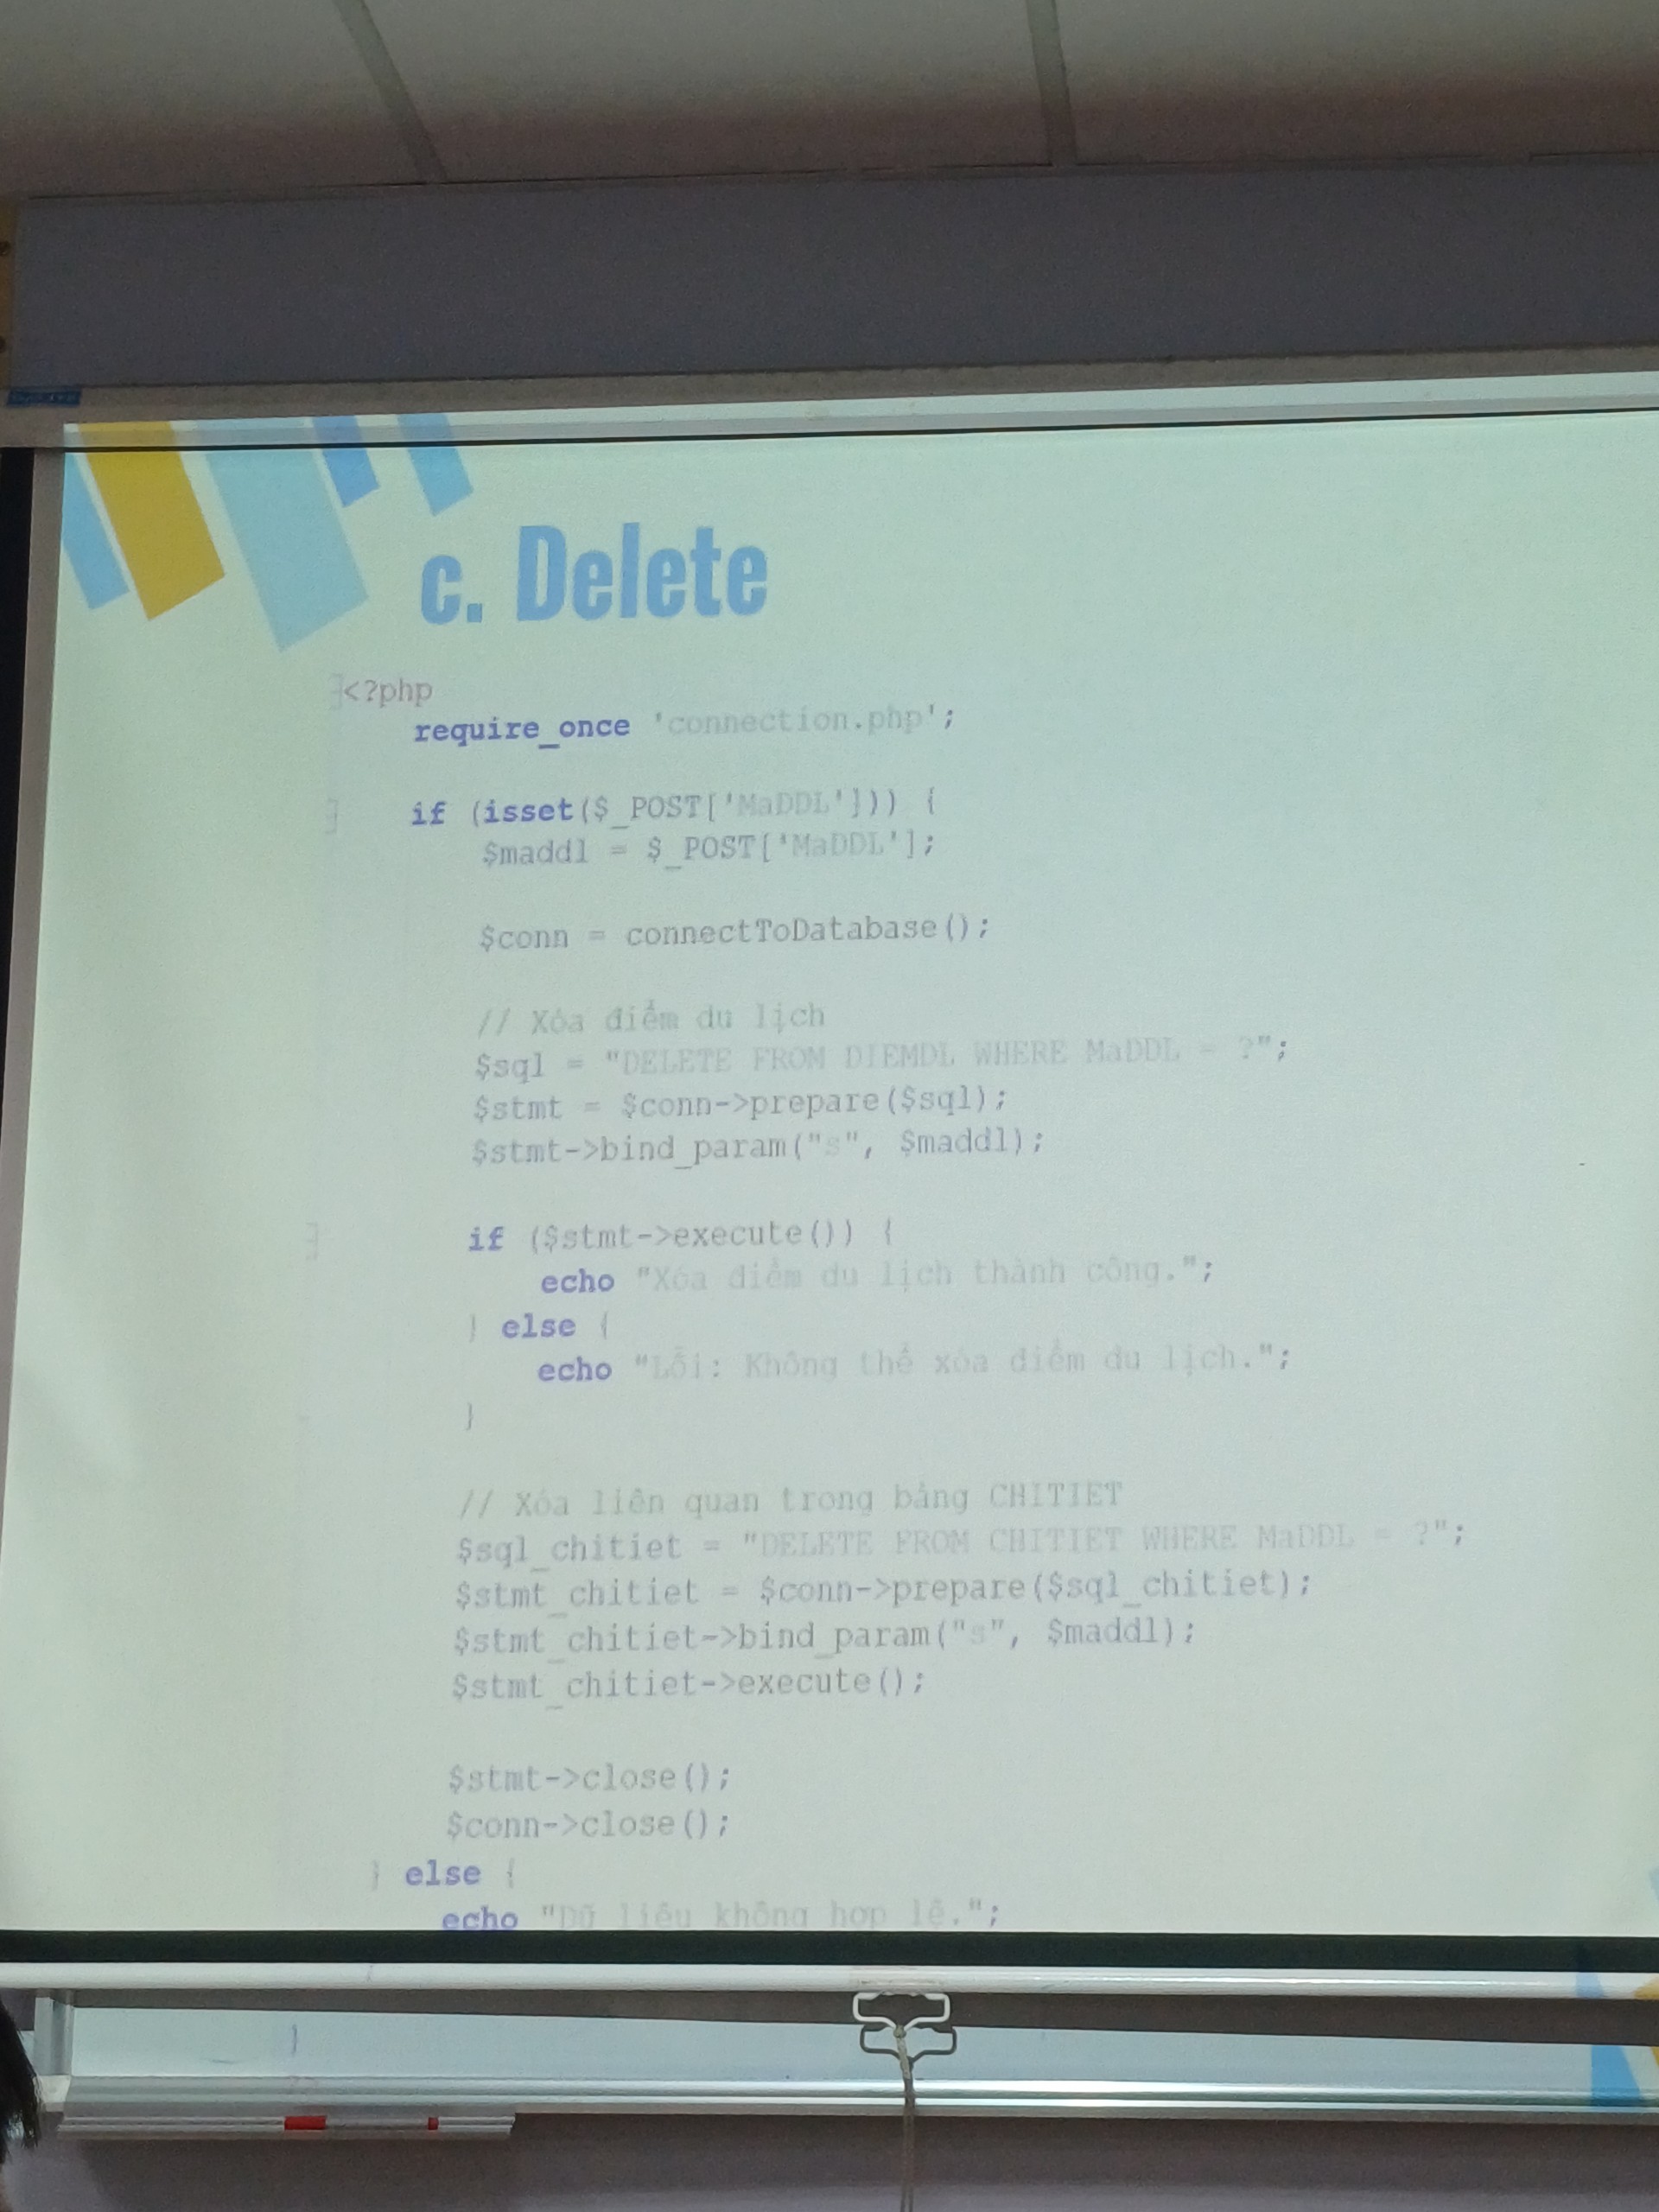 c. Delete
<?php
require_once 'connection.php';
if (isset($_POST['MaDDL'])) {
$maddl = $_POST['MaDDL'];
$conn = connectToDatabase();
// Xóa điểm du lịch
$sql = "DELETE FROM DIEMDL WHERE MaDDL = ?";
$stmt = $conn->prepare($sql);
$stmt->bind_param("s", $maddl);
if ($stmt->execute()) {
echo "Xóa điểm du lịch thành công.";
} else {
echo "Lỗi: Không thể xóa điểm du lịch.";
}
// Xóa liên quan trong bảng CHITIET
$sql_chitiet = "DELETE FROM CHITIET WHERE MaDDL = ?";
$stmt_chitiet = $conn->prepare($sql_chitiet);
$stmt_chitiet->bind_param("s", $maddl);
$stmt_chitiet->execute();
$stmt->close();
$conn->close();
} else {
echo "Dữ liệu không hợp lệ.";
}